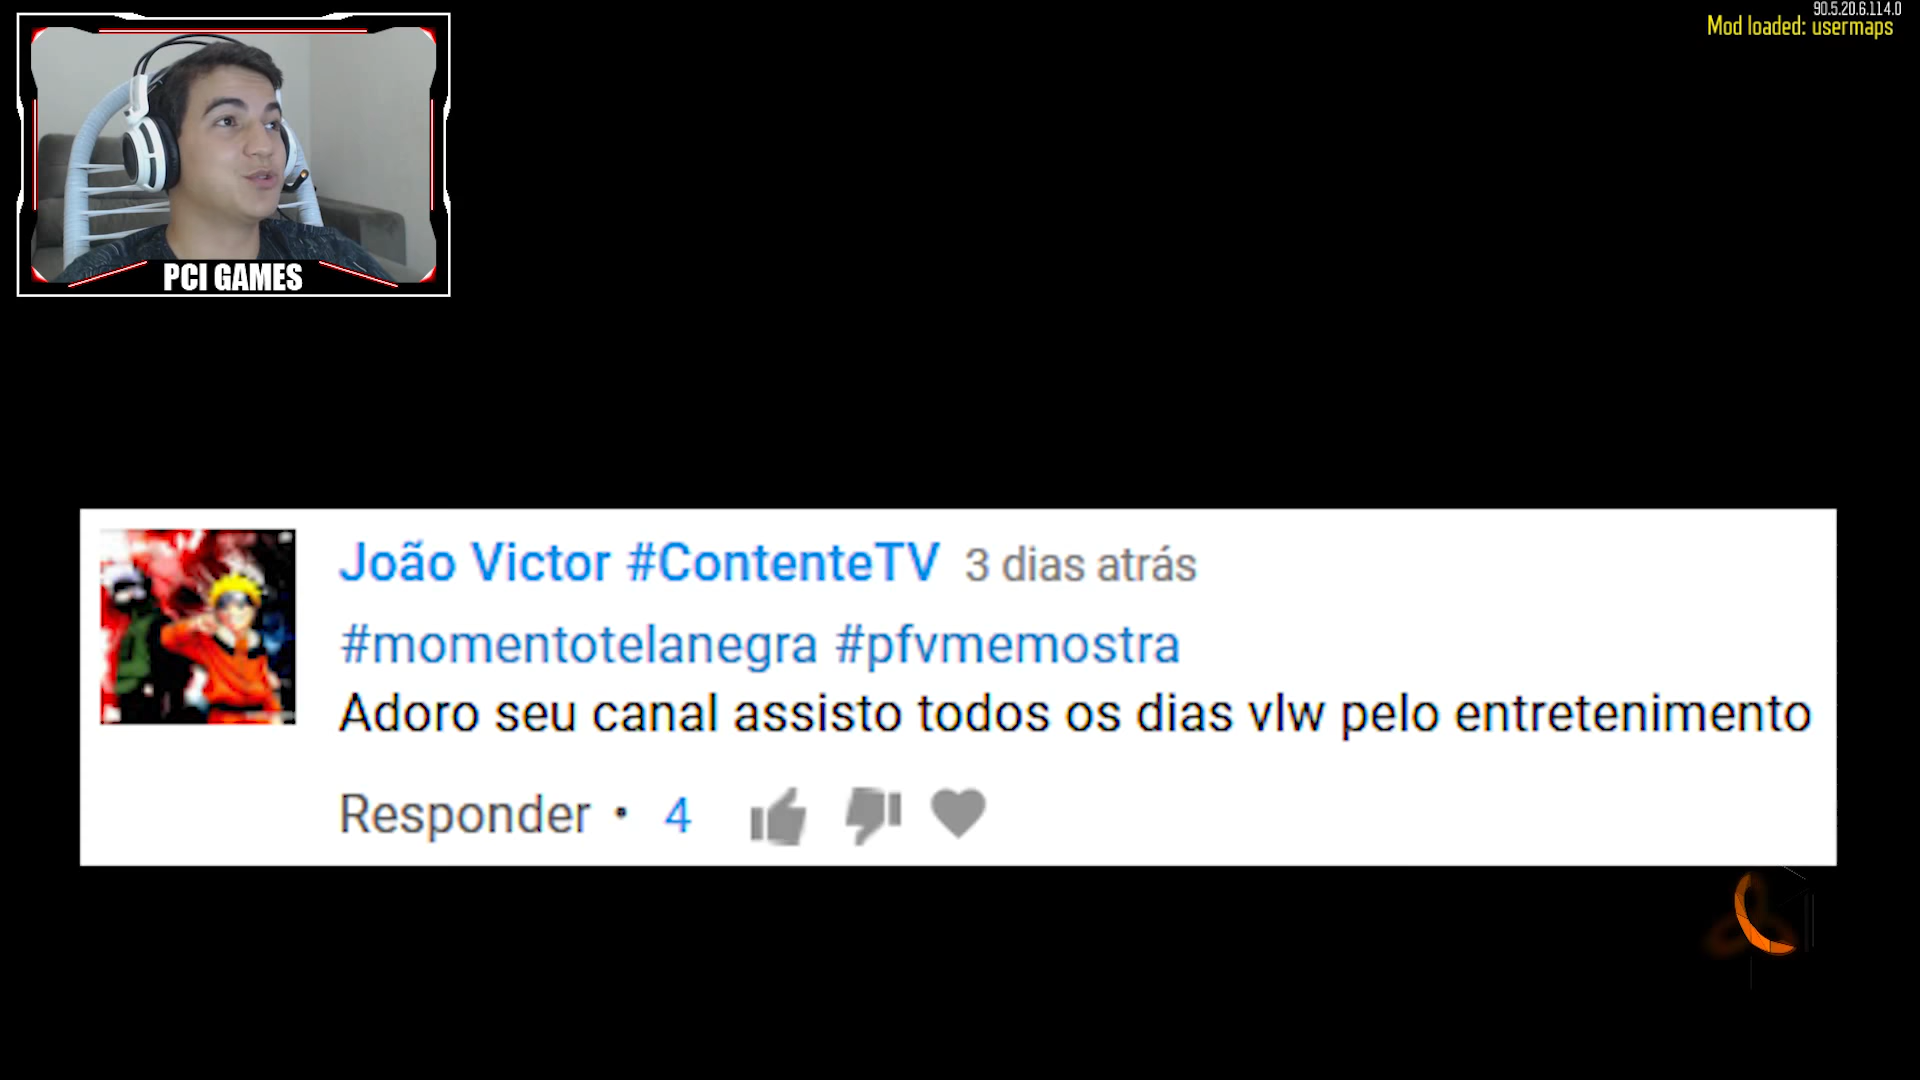 90.5.20.6.114.0
Mod loaded: usermaps
PCI GAMES
João Victor #ContenteTV 3 dias atrás
#momentotelanegra #pfvmemostra
Adoro seu canal assisto todos os dias vlw pelo entretenimento
Responder • 4